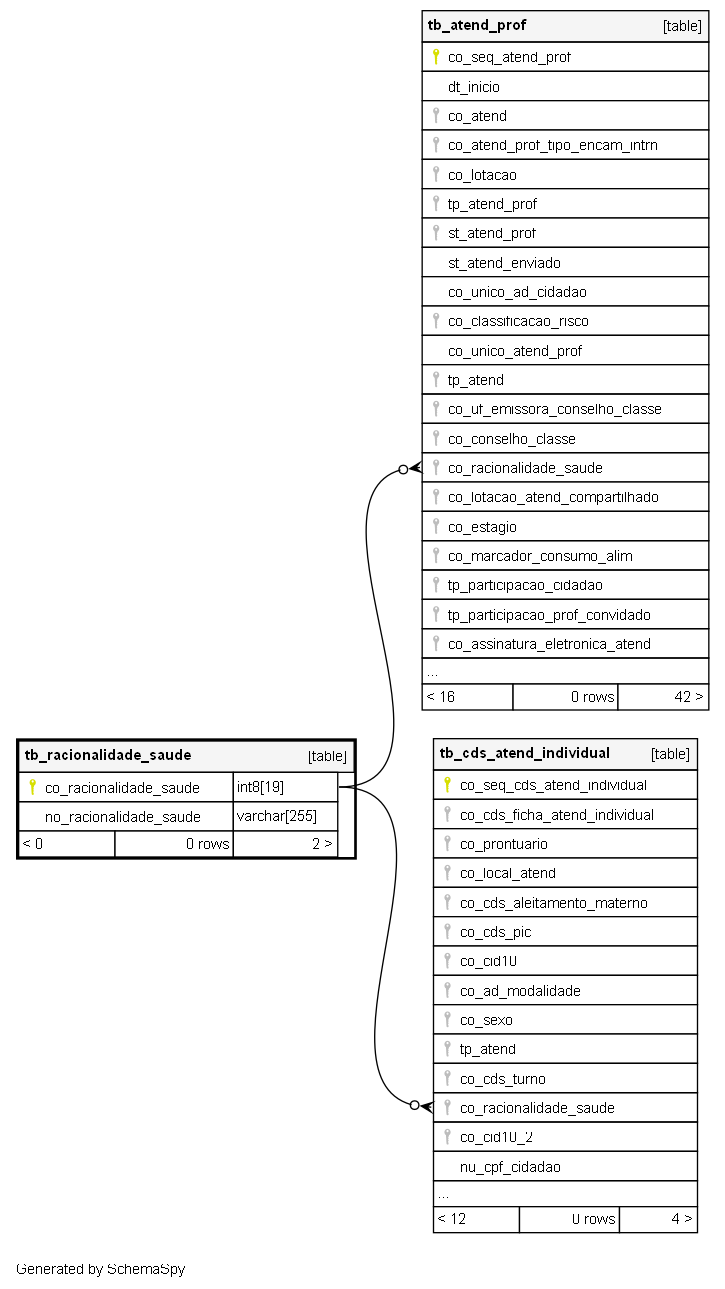 tb_atend_prof [table]
co_seq_atend_prof
dt_inicio
co_atend
co_atend_prof_tipo_encam_intrn
co_lotacao
tp_atend_prof
st_atend_prof
st_atend_enviado
co_unico_ad_cidadao
co_classificacao_risco
co_unico_atend_prof
tp_atend
co_uf_emissora_conselho_classe
co_conselho_classe
co_racionalidade_saude
co_lotacao_atend_compartilhado
co_estagio
co_marcador_consumo_alim
tp_participacao_cidadao
tp_participacao_prof_convidado
co_assinatura_eletronica_atend
...
< 16 0 rows 42 >
tb_racionalidade_saude [table]
co_racionalidade_saude int8[19]
no_racionalidade_saude varchar[255]
< 0 0 rows 2 >
tb_cds_atend_individual [table]
co_seq_cds_atend_individual
co_cds_ficha_atend_individual
co_prontuario
co_local_atend
co_cds_aleitamento_materno
co_cds_pic
co_cid10
co_ad_modalidade
co_sexo
tp_atend
co_cds_turno
co_racionalidade_saude
co_cid10_2
nu_cpf_cidadao
...
< 12 0 rows 4 >
Generated by SchemaSpy